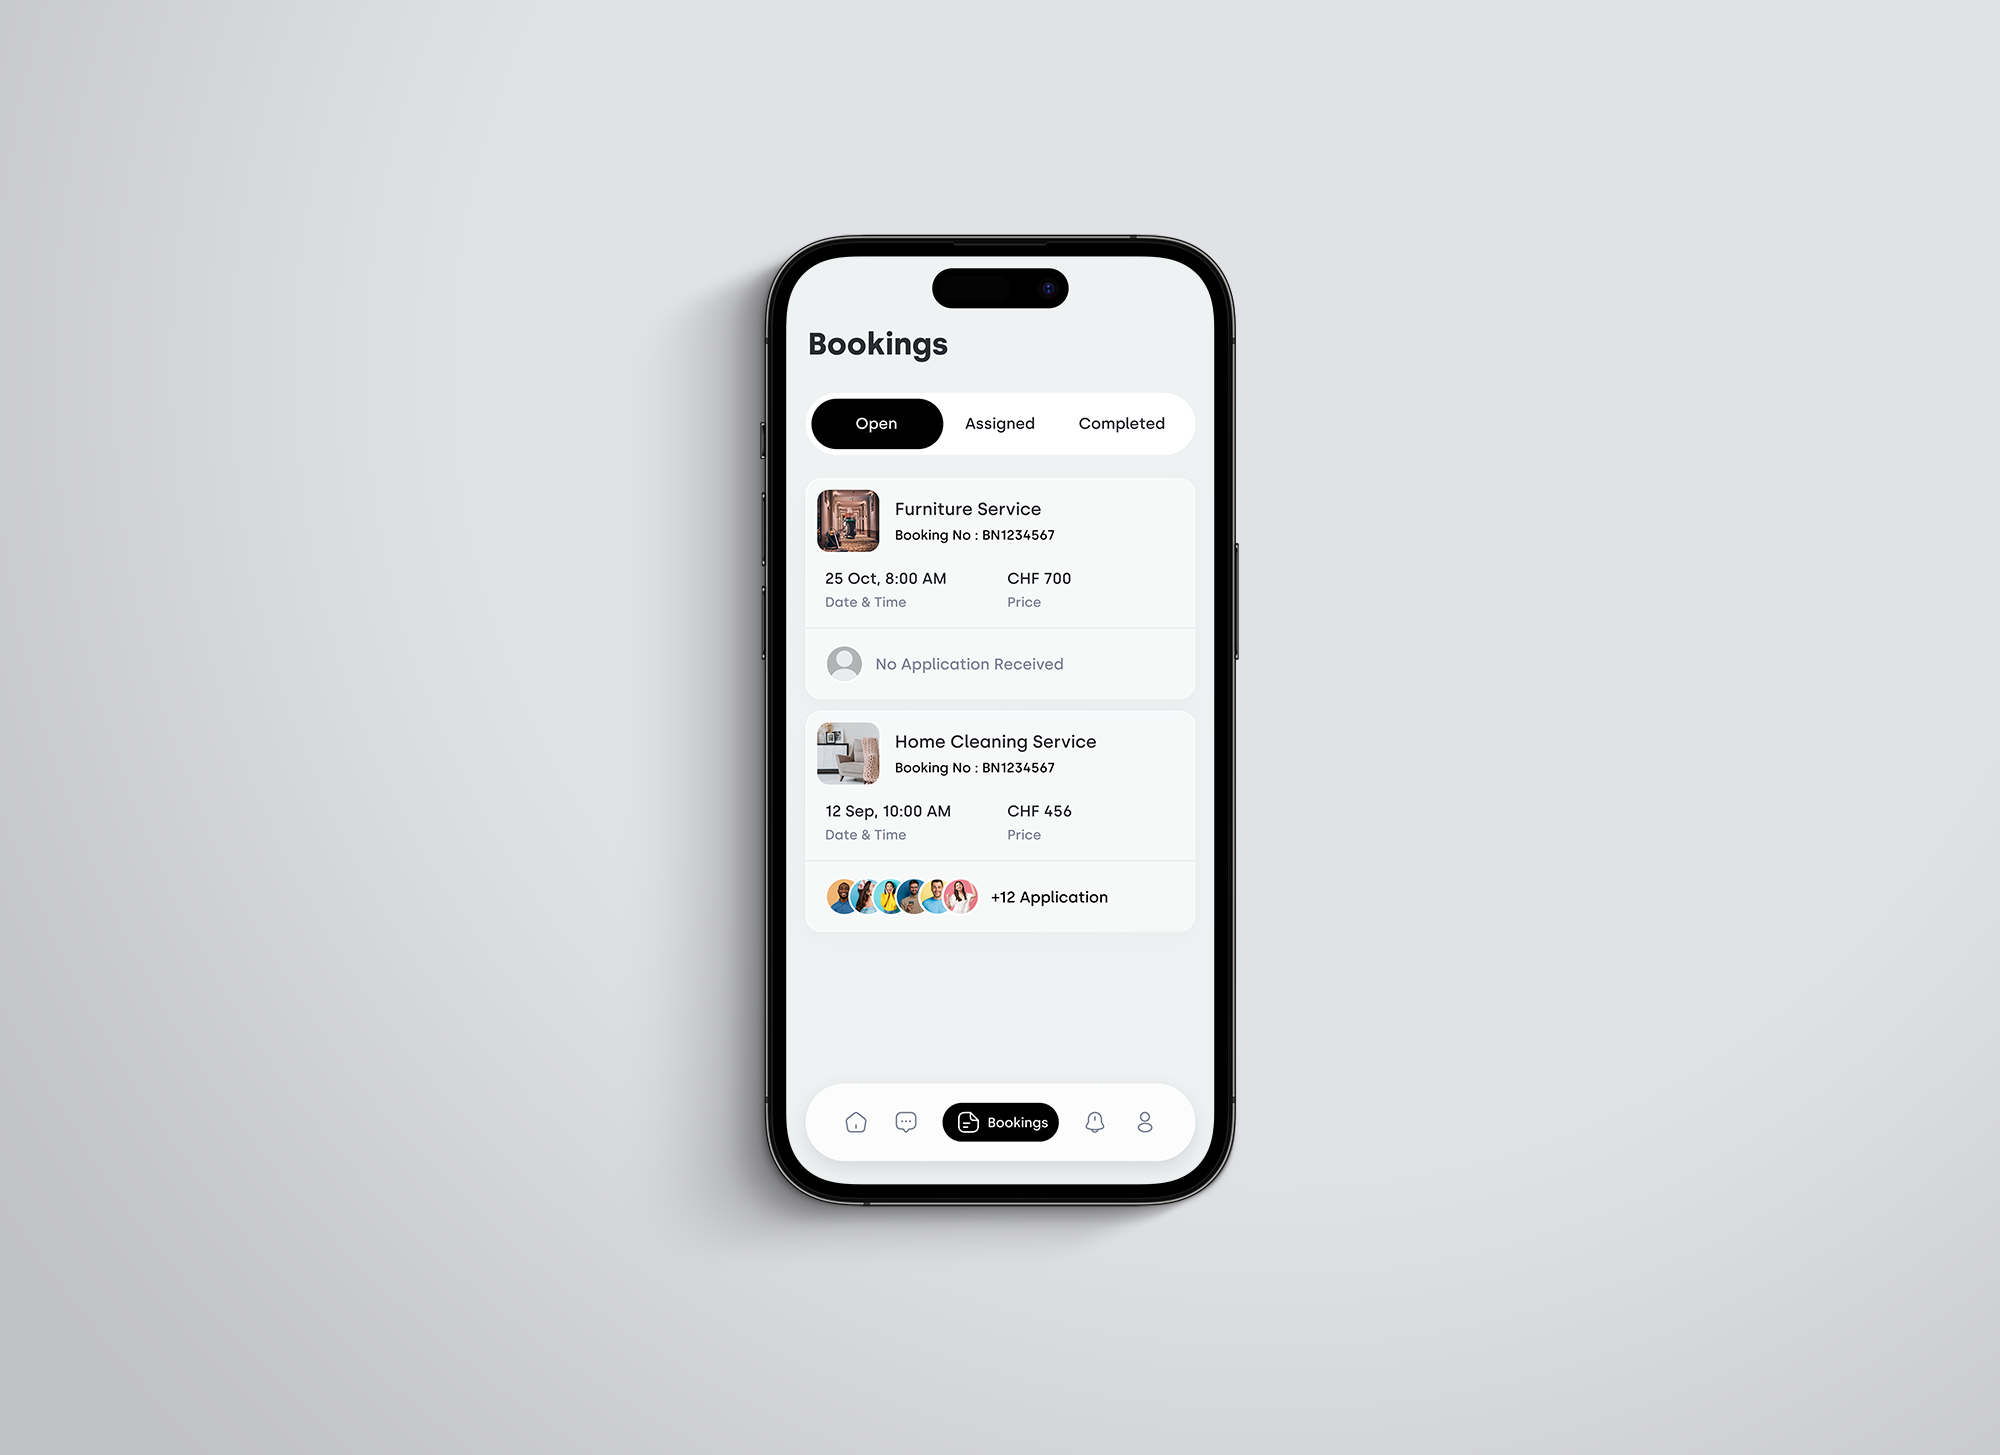 Bookings
Open Assigned Completed
Furniture Service
Booking No : BN1234567
25 Oct, 8:00 AM CHF 700
Date & Time Price
No Application Received
Home Cleaning Service
Booking No : BN1234567
12 Sep, 10:00 AM CHF 456
Date & Time Price
+12 Application
Bookings